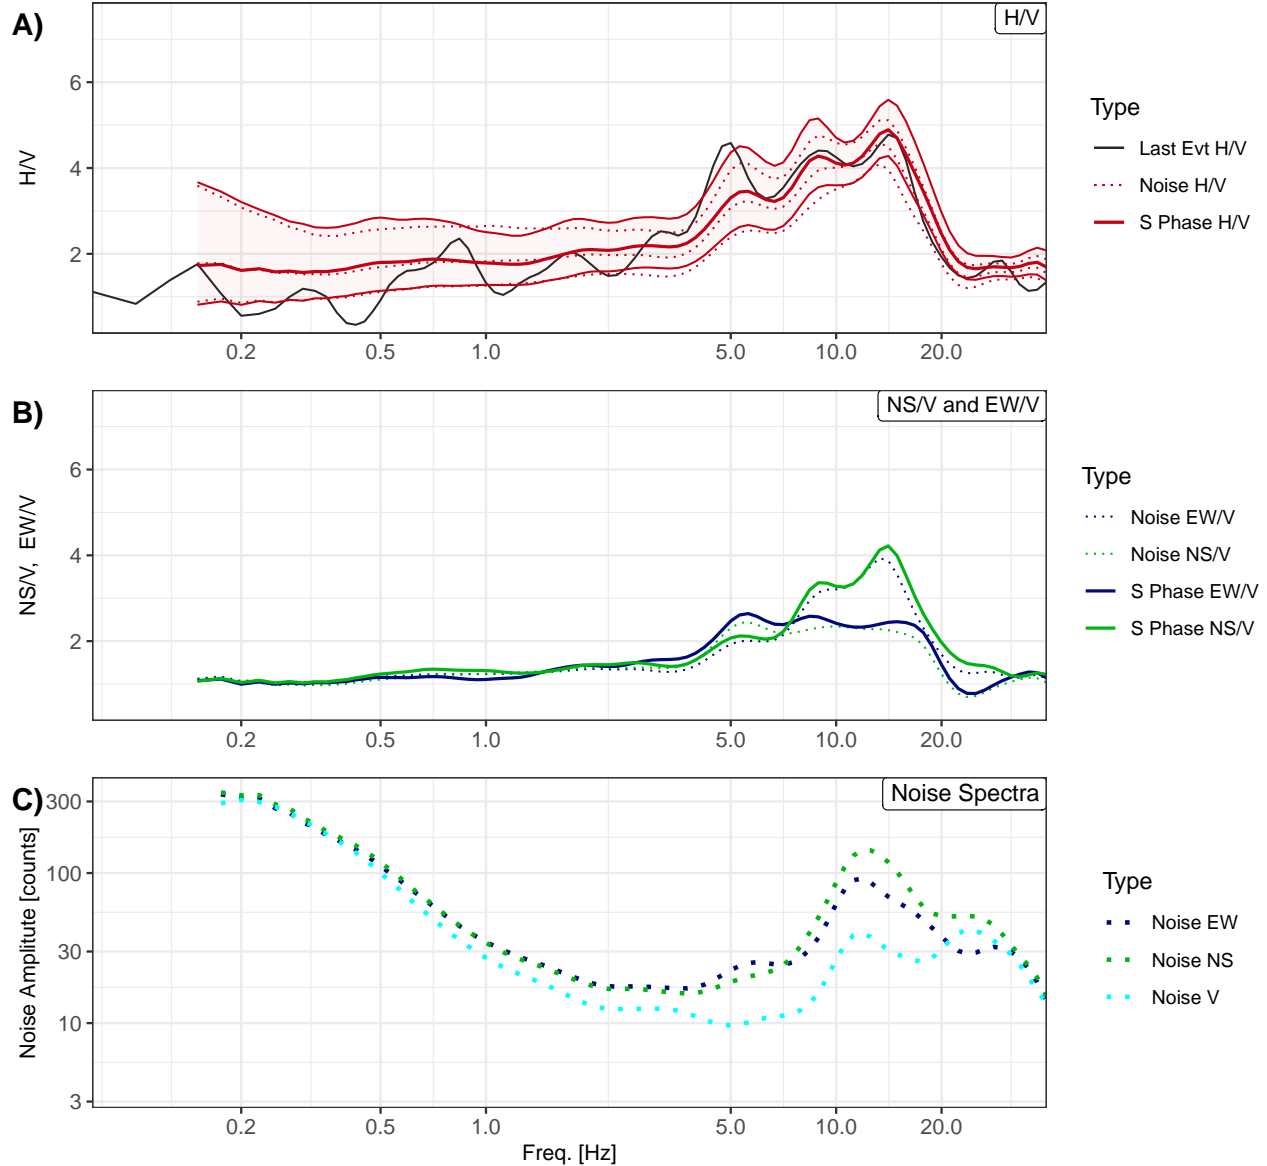 A)
H/V
6
4
2
H/V
0.2 0.5 1.0 5.0 10.0 20.0
Type
Last Evt H/V
Noise H/V
S Phase H/V
B)
NS/V and EW/V
6
4
2
NS/V, EW/V
0.2 0.5 1.0 5.0 10.0 20.0
Type
Noise EW/V
Noise NS/V
S Phase EW/V
S Phase NS/V
C)
Noise Spectra
300
100
30
10
3
Noise Amplitute [counts]
0.2 0.5 1.0 5.0 10.0 20.0
Freq. [Hz]
Type
Noise EW
Noise NS
Noise V